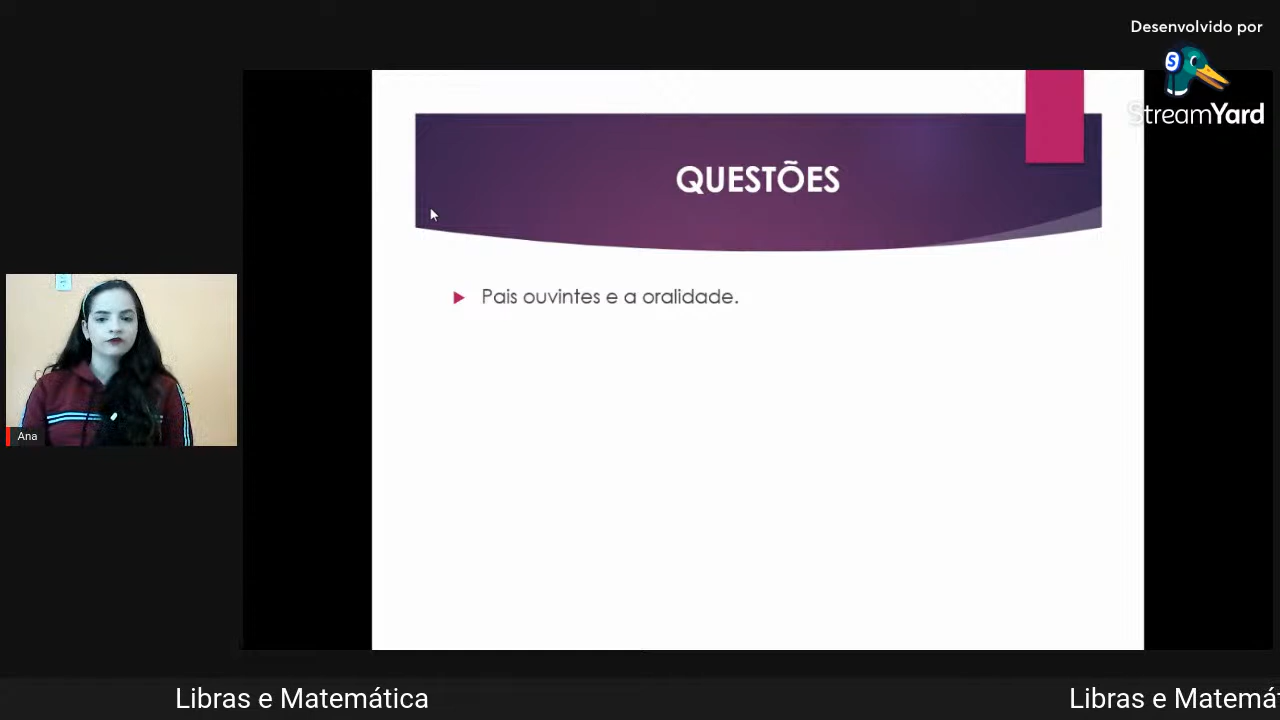 Desenvolvido por
StreamYard
QUESTÕES
Pais ouvintes e a oralidade.
Ana
Libras e Matemática
Libras e Matemá